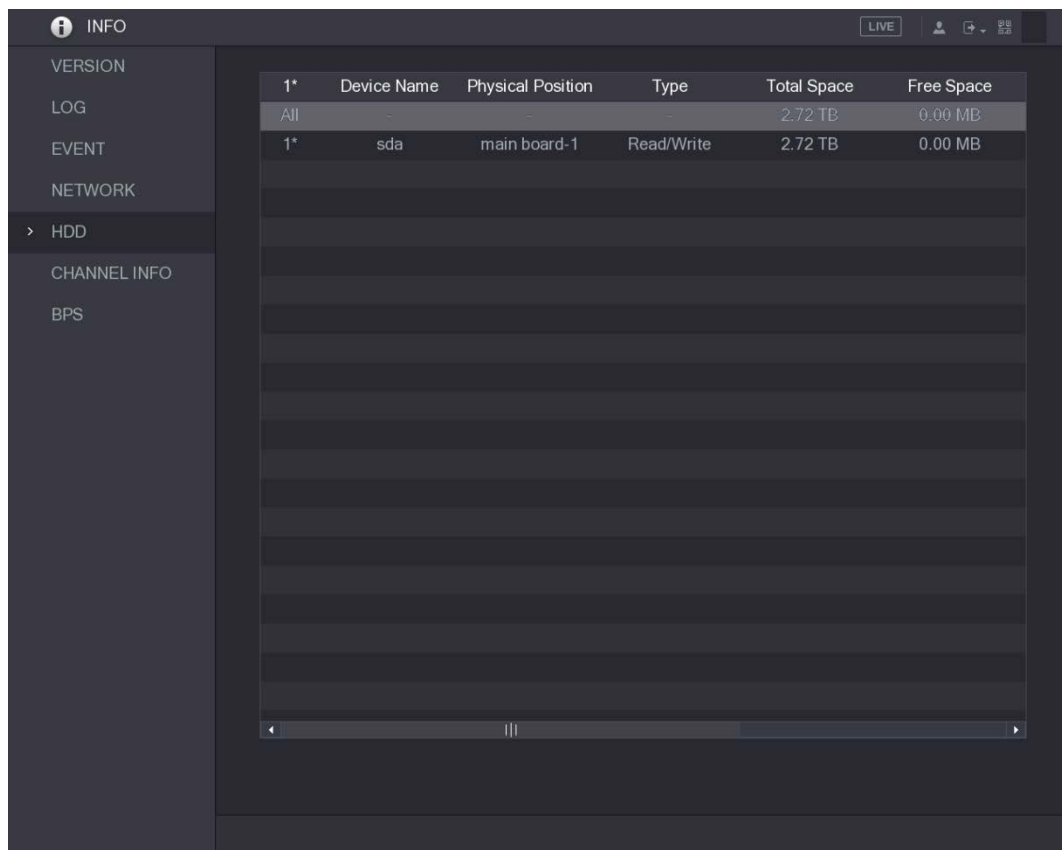 INFO
LIVE
VERSION
LOG
EVENT
NETWORK
HDD
CHANNEL INFO
BPS
1* Device Name Physical Position Type Total Space Free Space
All - - - 2.72 TB 0.00 MB
1* sda main board-1 Read/Write 2.72 TB 0.00 MB